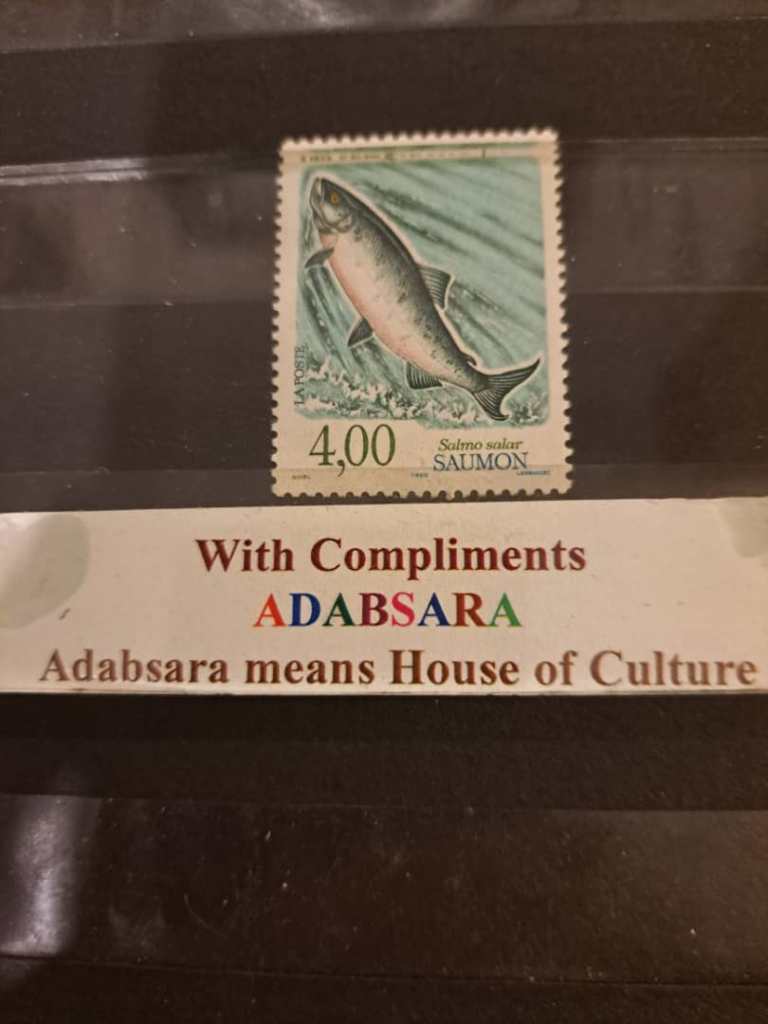 LA POSTE
4,00
Salmo salar
SAUMON
With Compliments
ADABSARA
Adabsara means House of Culture